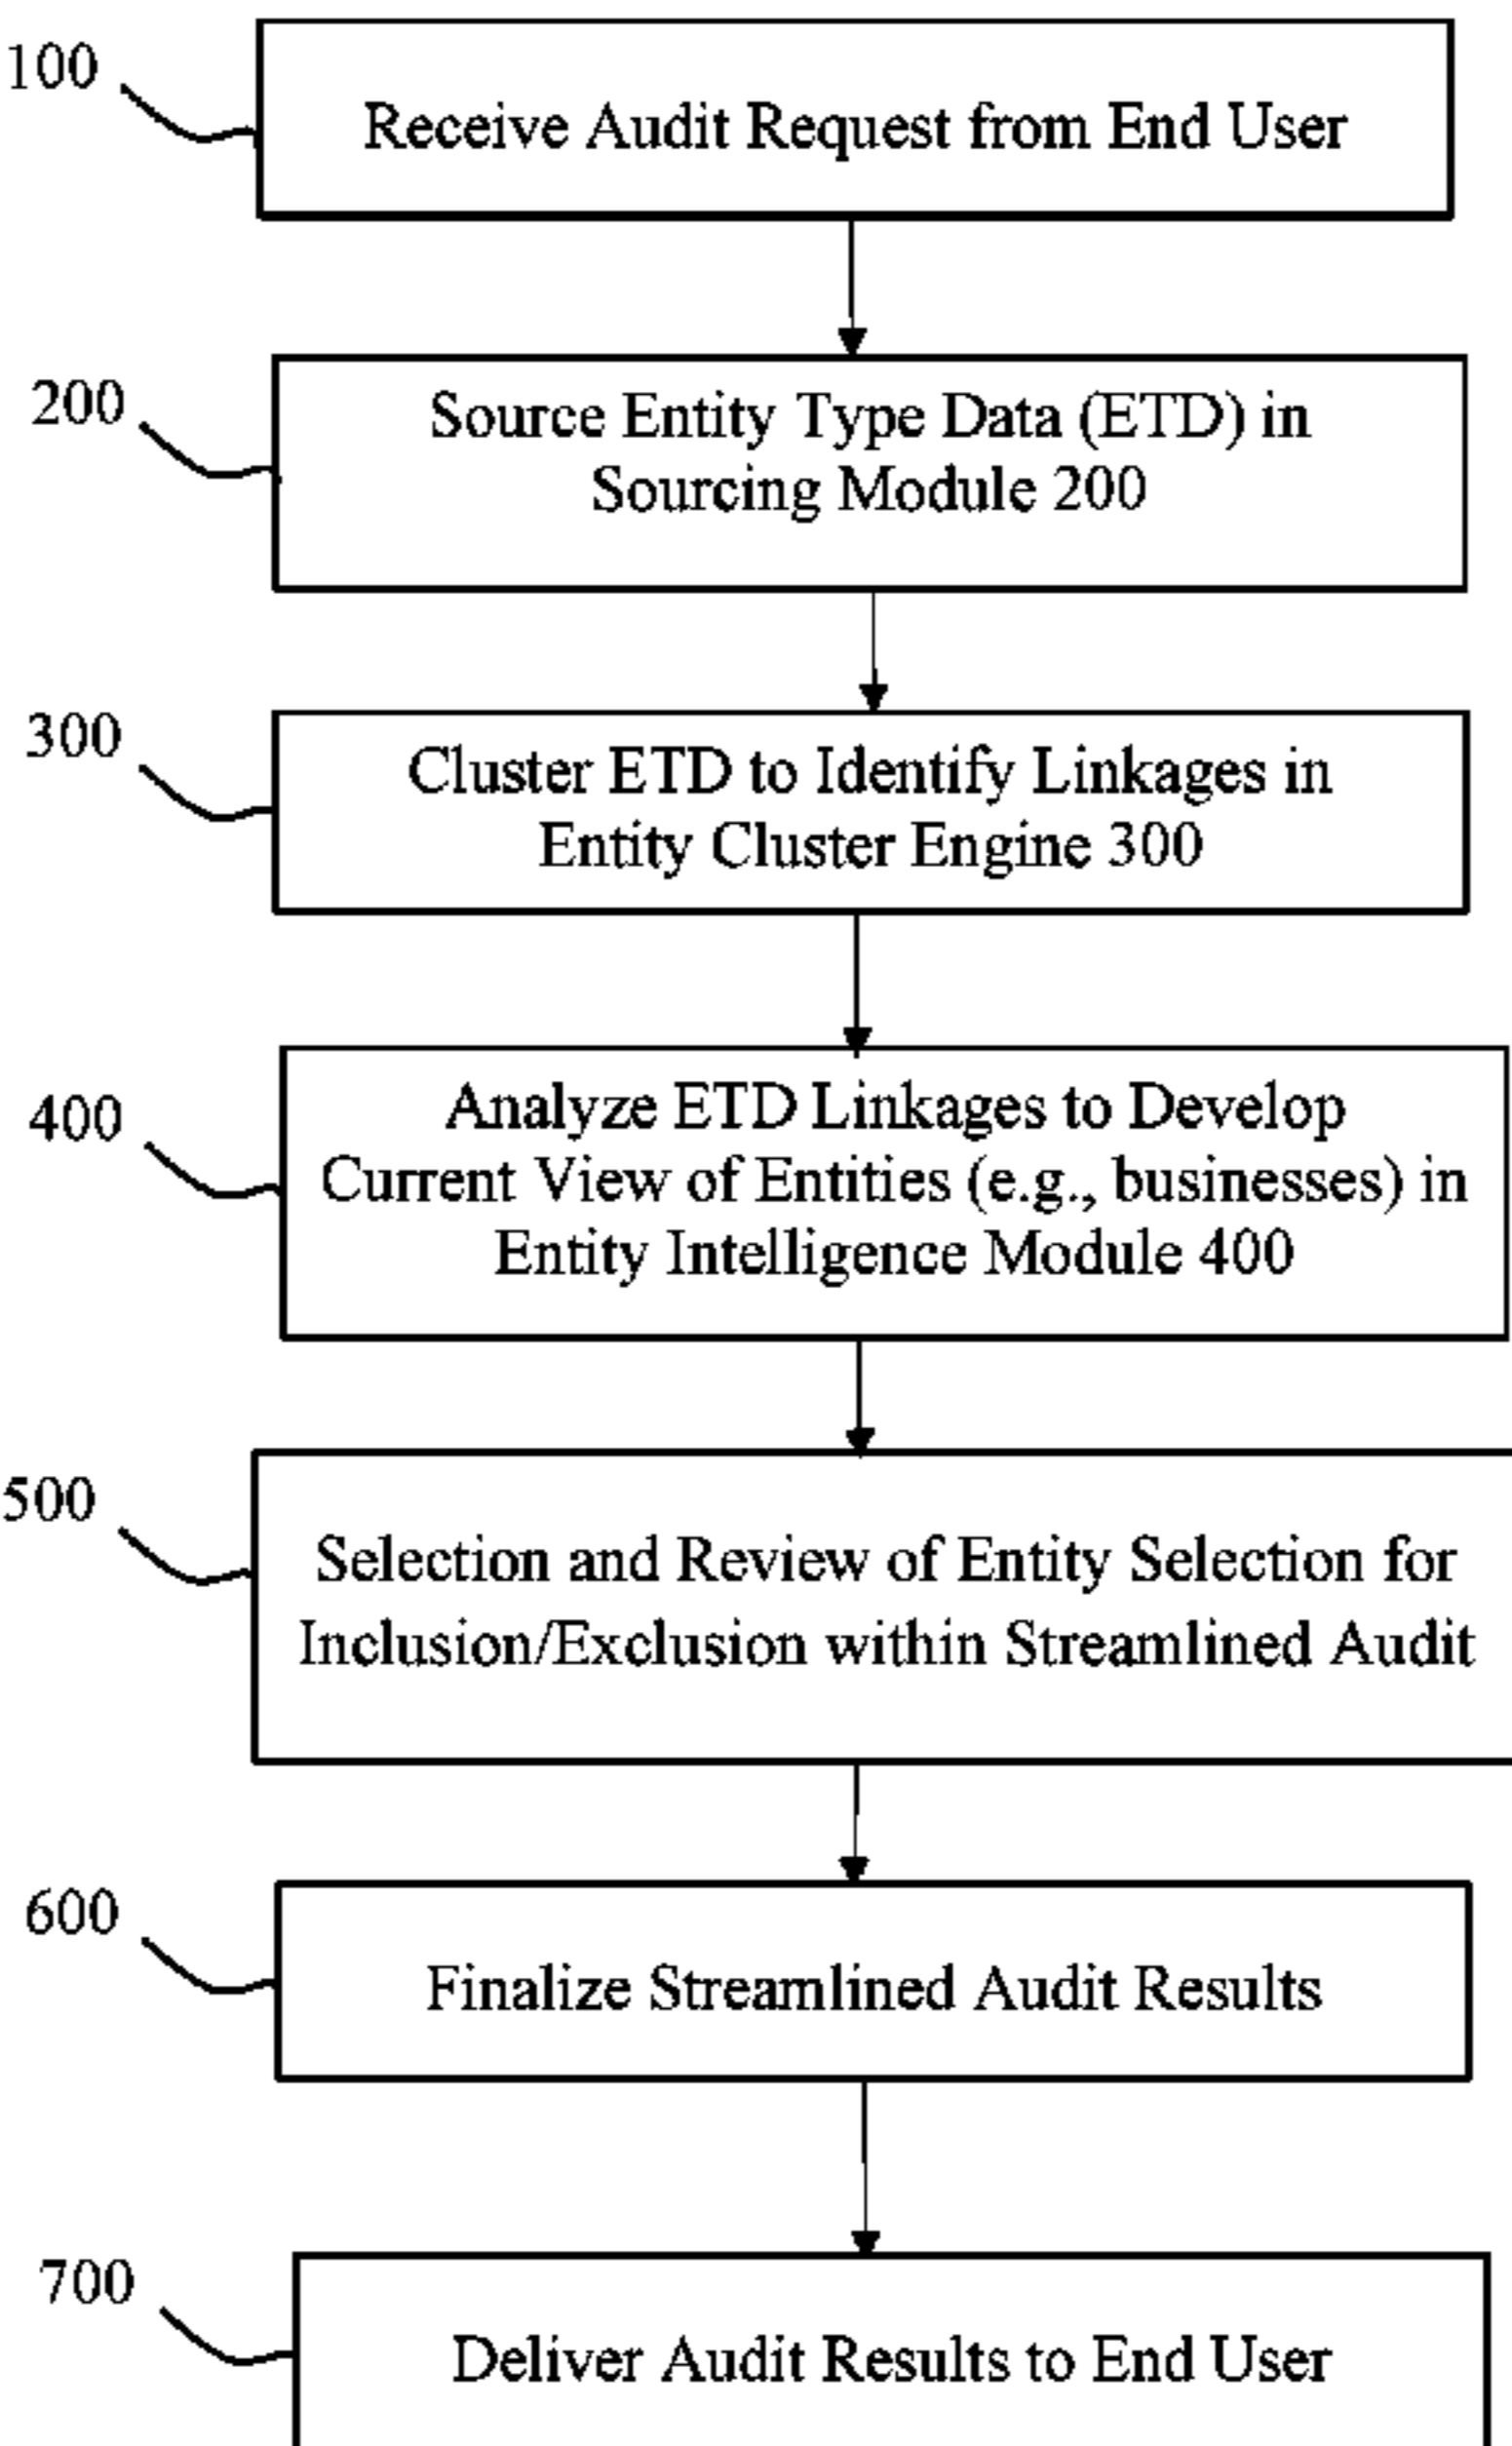 100
Receive Audit Request from End User
200
Source Entity Type Data (ETD) in
Sourcing Module 200
300
Cluster ETD to Identify Linkages in
Entity Cluster Engine 300
400
Analyze ETD Linkages to Develop
Current View of Entities (e.g., businesses) in
Entity Intelligence Module 400
500
Selection and Review of Entity Selection for
Inclusion/Exclusion within Streamlined Audit
600
Finalize Streamlined Audit Results
700
Deliver Audit Results to End User